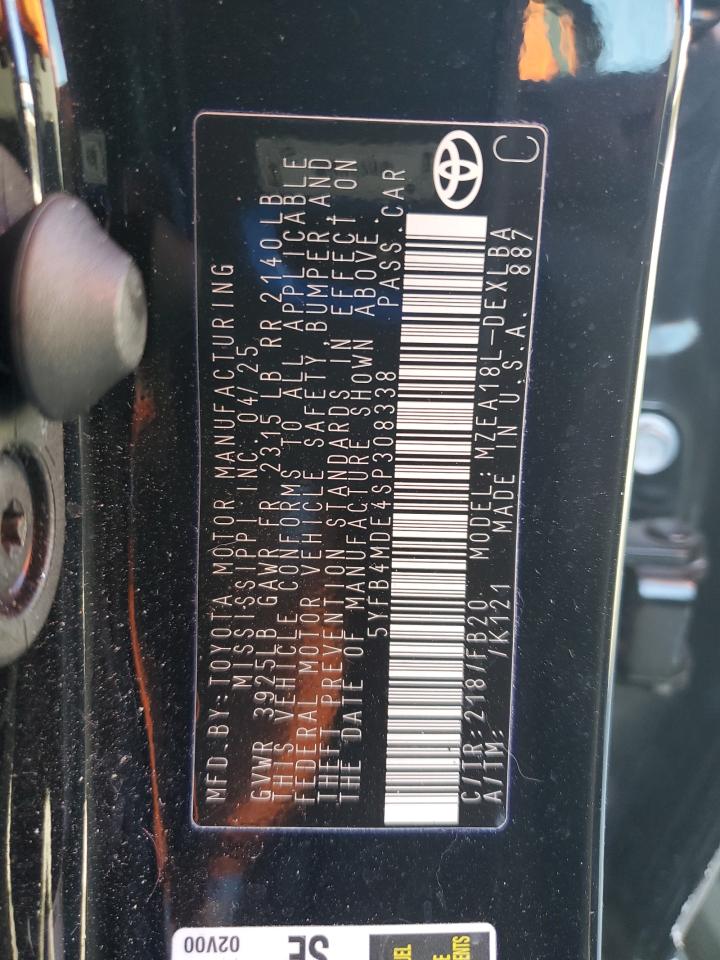 MFD.BY:TOYOTA MOTOR MANUFACTURING
MISSISSIPPI INC. 04/25
GVWR 3925LB GAWR FR 2315 LB RR 2140LB
THIS VEHICLE CONFORMS TO ALL APPLICABLE
FEDERAL MOTOR VEHICLE SAFETY, BUMPER, AND
THEFT PREVENTION STANDARDS IN EFFECT ON
THE DATE OF MANUFACTURE SHOWN ABOVE.
5YFB4MDE4SP308338 PASS.CAR
C/TR:218/FB20 MODEL:MZEA18L-DEXLBA
A/TM: /K121 MADE IN U.S.A. 887
C
02V00
SE